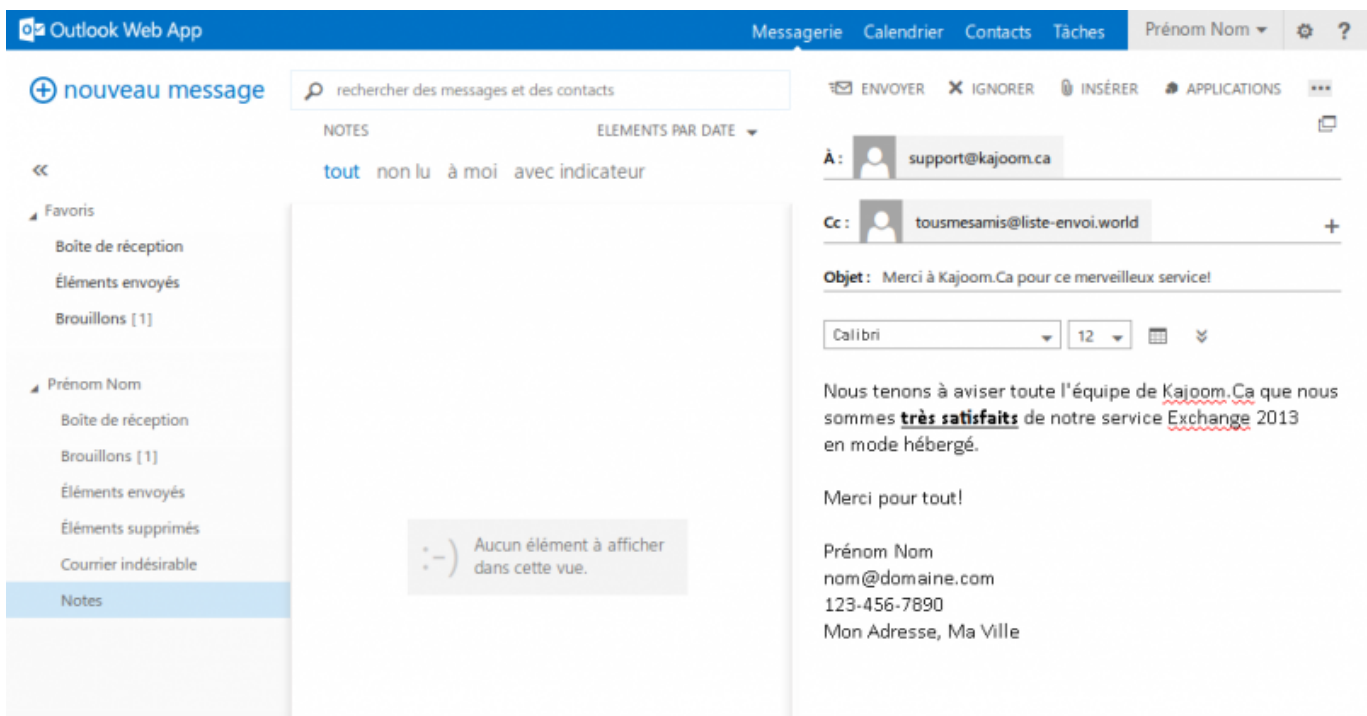 Outlook Web App
Messagerie Calendrier Contacts Tâches Prénom Nom ?
nouveau message
rechercher des messages et des contacts
NOTES ELEMENTS PAR DATE
tout non lu à moi avec indicateur
Favoris
Boîte de réception
Éléments envoyés
Brouillons [1]
Prénom Nom
Boîte de réception
Brouillons [1]
Éléments envoyés
Éléments supprimés
Courrier indésirable
Notes
:-) Aucun élément à afficher
dans cette vue.
ENVOYER IGNORER INSÉRER APPLICATIONS
À : support@kajoom.ca
Cc : tousmesamis@liste-envoi.world
Objet : Merci à Kajoom.Ca pour ce merveilleux service!
Calibri 12
Nous tenons à aviser toute l'équipe de Kajoom.Ca que nous
sommes très satisfaits de notre service Exchange 2013
en mode hébergé.
Merci pour tout!
Prénom Nom
nom@domaine.com
123-456-7890
Mon Adresse, Ma Ville